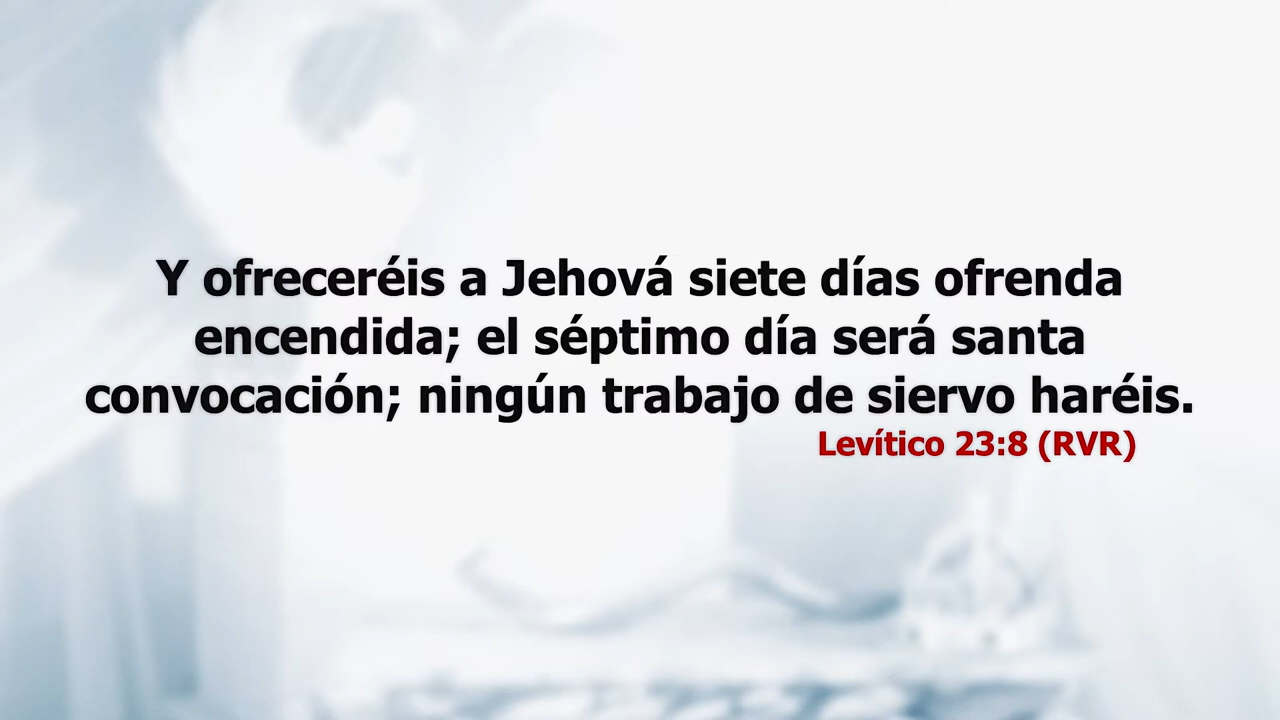 Y ofreceréis a Jehová siete días ofrenda
encendida; el séptimo día será santa
convocación; ningún trabajo de siervo haréis.
Levítico 23:8 (RVR)